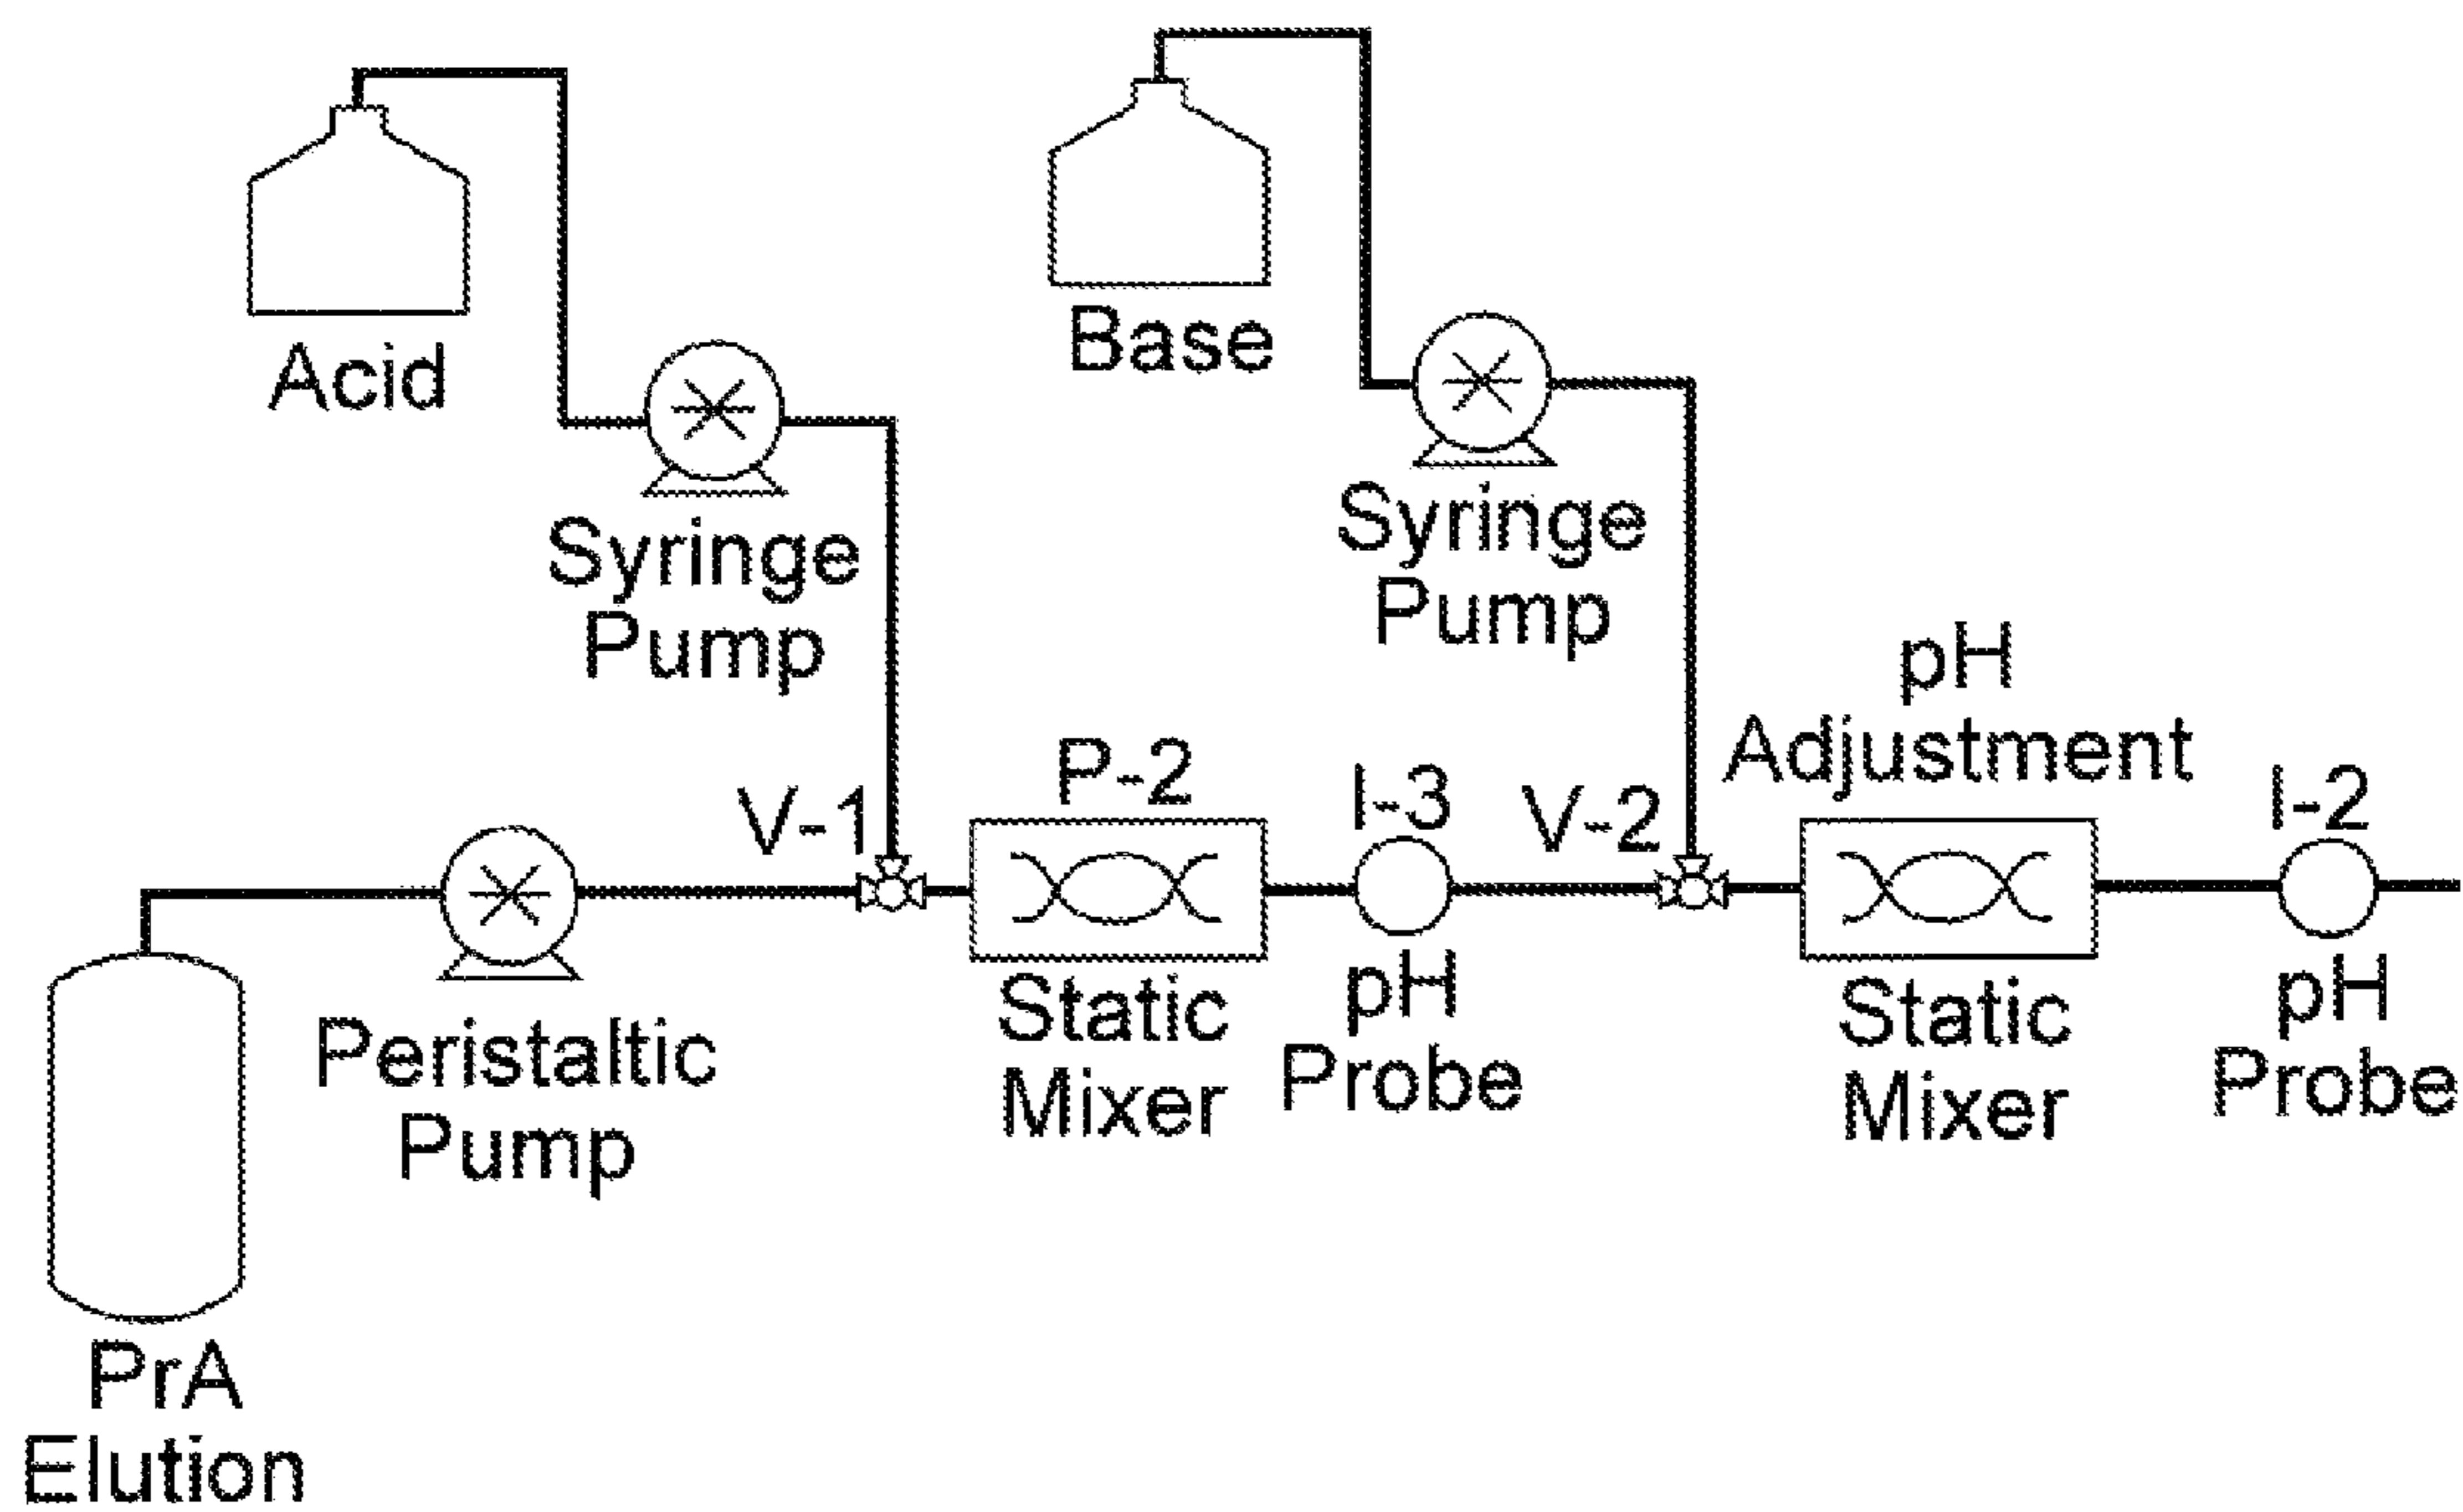 Acid
Base
Syringe
Pump
Syringe
Pump
pH
Adjustment
V-1
P-2
I-3
V-2
I-2
Peristaltic
Pump
Static
Mixer
pH
Probe
Static
Mixer
pH
Probe
PrA
Elution